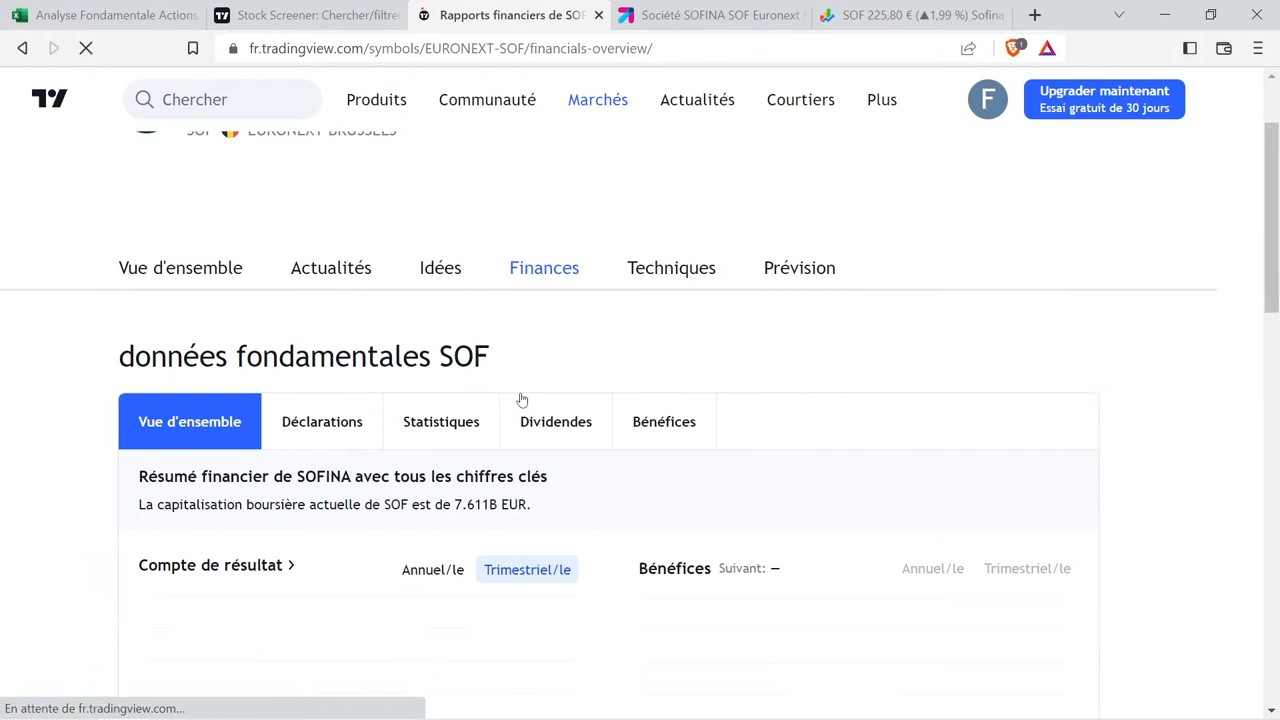 Analyse Fondamentale Actions
Stock Screener: Chercher/filtrer
Rapports financiers de SOF
Société SOFINA SOF Euronext
SOF 225,80 € (▲1,99 %) Sofina
fr.tradingview.com/symbols/EURONEXT-SOF/financials-overview/
1
Chercher
Produits
Communauté
Marchés
Actualités
Courtiers
Plus
F
Upgrader maintenant
Essai gratuit de 30 jours
SOF EURONEXT BRUSSELS
Vue d'ensemble
Actualités
Idées
Finances
Techniques
Prévision
données fondamentales SOF
Vue d'ensemble
Déclarations
Statistiques
Dividendes
Bénéfices
Résumé financier de SOFINA avec tous les chiffres clés
La capitalisation boursière actuelle de SOF est de 7.611B EUR.
Compte de résultat >
Annuel/le
Trimestriel/le
Bénéfices Suivant: —
Annuel/le
Trimestriel/le
En attente de fr.tradingview.com...